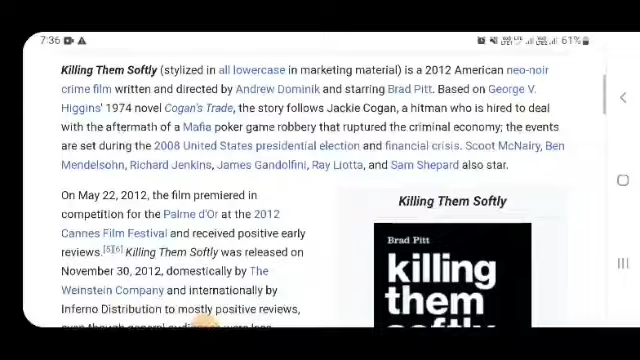 7:36 61%
Killing Them Softly (stylized in all lowercase in marketing material) is a 2012 American neo-noir
crime film written and directed by Andrew Dominik and starring Brad Pitt. Based on George V.
Higgins' 1974 novel Cogan's Trade, the story follows Jackie Cogan, a hitman who is hired to deal
with the aftermath of a Mafia poker game robbery that ruptured the criminal economy; the events
are set during the 2008 United States presidential election and financial crisis. Scoot McNairy, Ben
Mendelsohn, Richard Jenkins, James Gandolfini, Ray Liotta, and Sam Shepard also star.
On May 22, 2012, the film premiered in
competition for the Palme d'Or at the 2012
Cannes Film Festival and received positive early
reviews.[5][6] Killing Them Softly was released on
November 30, 2012, domestically by The
Weinstein Company and internationally by
Inferno Distribution to mostly positive reviews,
Killing Them Softly
Brad Pitt
killing
them
softly